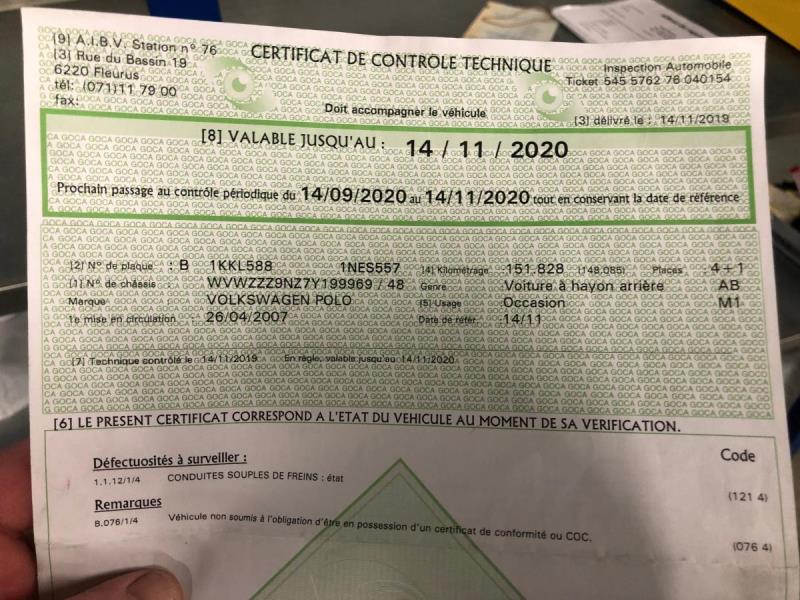 [9] A.I.B.V. Station n° 76
[3] Rue du Bassin 19
6220 Fleurus
tél: (071)11 79 00
fax:
CERTIFICAT DE CONTROLE TECHNIQUE
Inspection Automobile
Ticket 545 5762 76 040154
Doit accompagner le véhicule
[3] délivré le : 14/11/2019
[8] VALABLE JUSQU'AU : 14 / 11 / 2020
Prochain passage au contrôle périodique du 14/09/2020 au 14/11/2020 tout en conservant la date de référence
[2] N° de plaque : B 1KKL588 1NES557 [4] Kilométrage 151.828 (148.085) Places 4+1
[1] N° de châssis : WVWZZZ9NZ7Y199969 / 48 Genre Voiture à hayon arrière AB
Marque : VOLKSWAGEN POLO [5] Usage Occasion M1
1e mise en circulation : 26/04/2007 Date de référ. 14/11
[7] Technique contrôlé le 14/11/2019 En règle, valable jusqu'au 14/11/2020
[6] LE PRESENT CERTIFICAT CORRESPOND A L'ETAT DU VEHICULE AU MOMENT DE SA VERIFICATION.
Défectuosités à surveiller : Code
1.1.12/1/4 CONDUITES SOUPLES DE FREINS : état (121 4)
Remarques
B.076/1/4 Véhicule non soumis à l'obligation d'être en possession d'un certificat de conformité ou COC. (076 4)